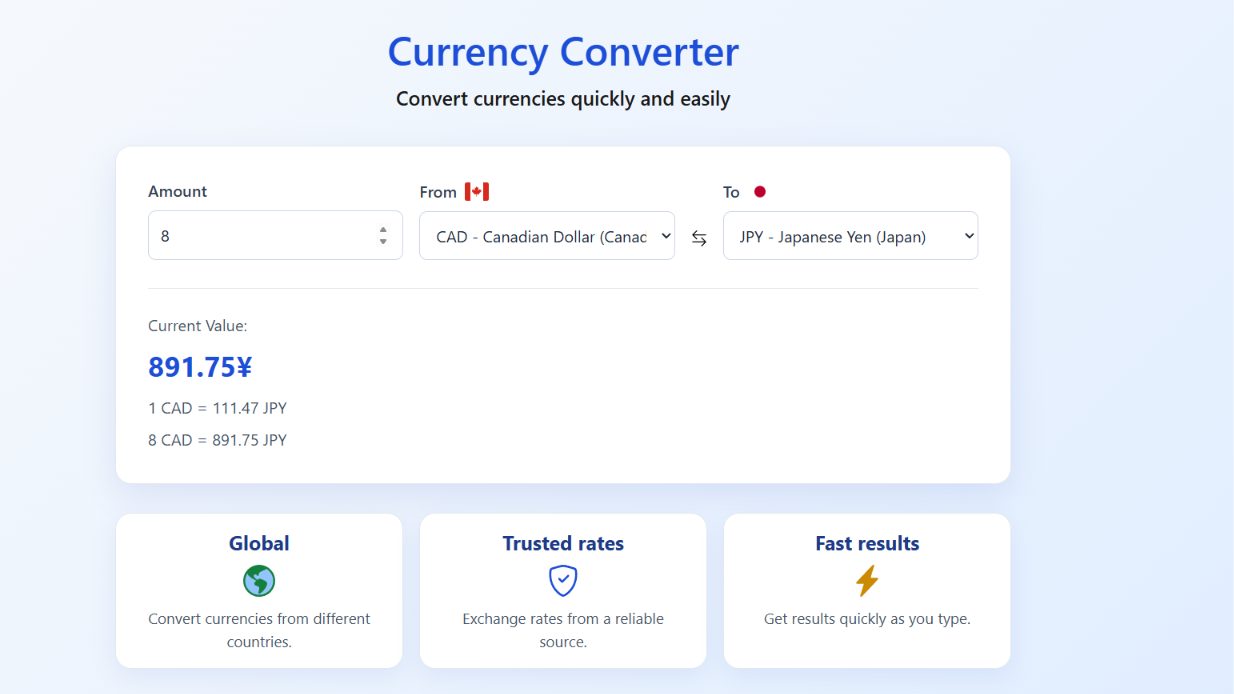 Currency Converter
Convert currencies quickly and easily
Amount
From
To
8
CAD - Canadian Dollar (Canac
JPY - Japanese Yen (Japan)
Current Value:
891.75¥
1 CAD = 111.47 JPY
8 CAD = 891.75 JPY
Global
Convert currencies from different
countries.
Trusted rates
Exchange rates from a reliable
source.
Fast results
Get results quickly as you type.